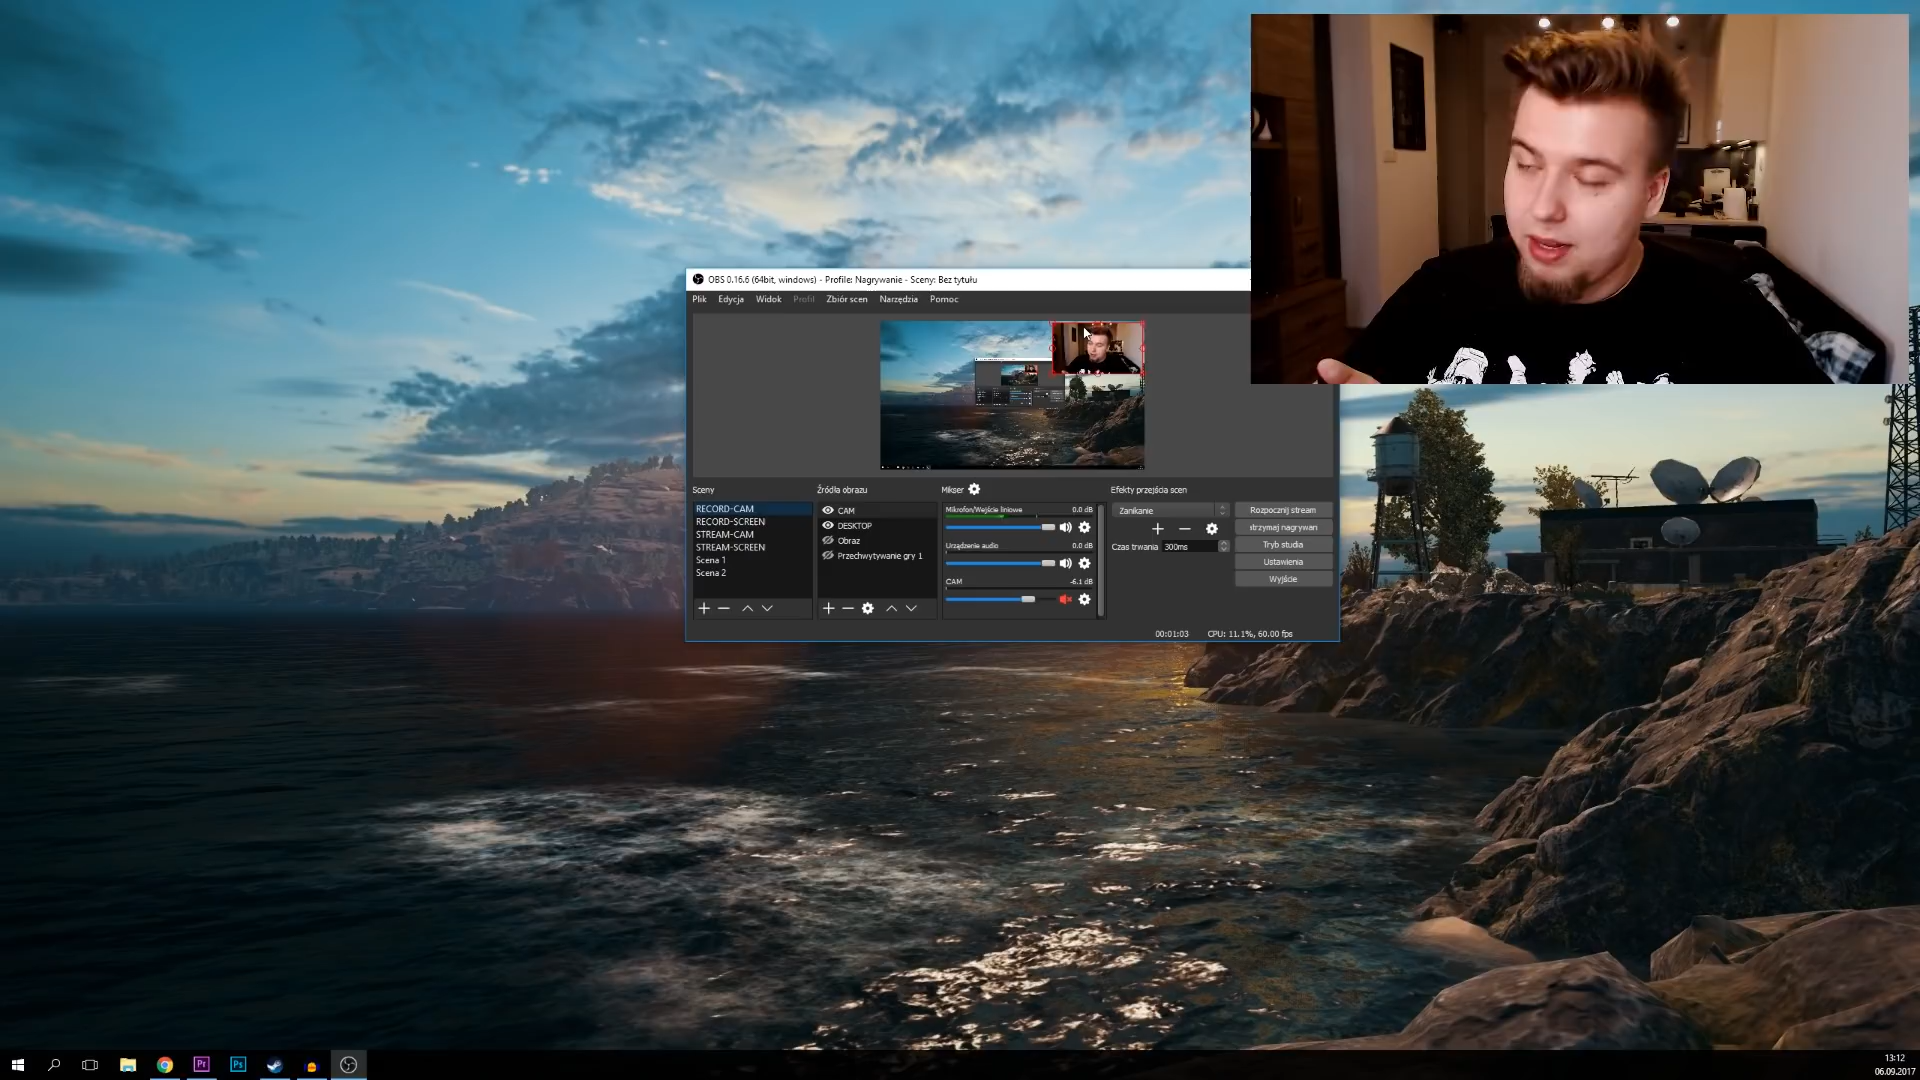 OBS 0.16.6 (64bit, windows) - Profile: Nagrywanie - Sceny: Bez tytułu
Plik Edycja Widok Profil Zbiór scen Narzędzia Pomoc
Sceny
RECORD-CAM
RECORD-SCREEN
STREAM-CAM
STREAM-SCREEN
Scena 1
Scena 2
Źródła obrazu
CAM
DESKTOP
Obraz
Przechwytywanie gry 1
Mikser
Mikrofon/Wejście liniowe 0.0 dB
Urządzenie audio 0.0 dB
CAM -6.1 dB
Efekty przejścia scen
Zanikanie
Czas trwania 300ms
Rozpocznij stream
strzymaj nagrywan
Tryb studia
Ustawienia
Wyjście
00:01:03 CPU: 11.1%, 60.00 fps
Pr
Ps
13:12
06.09.2017